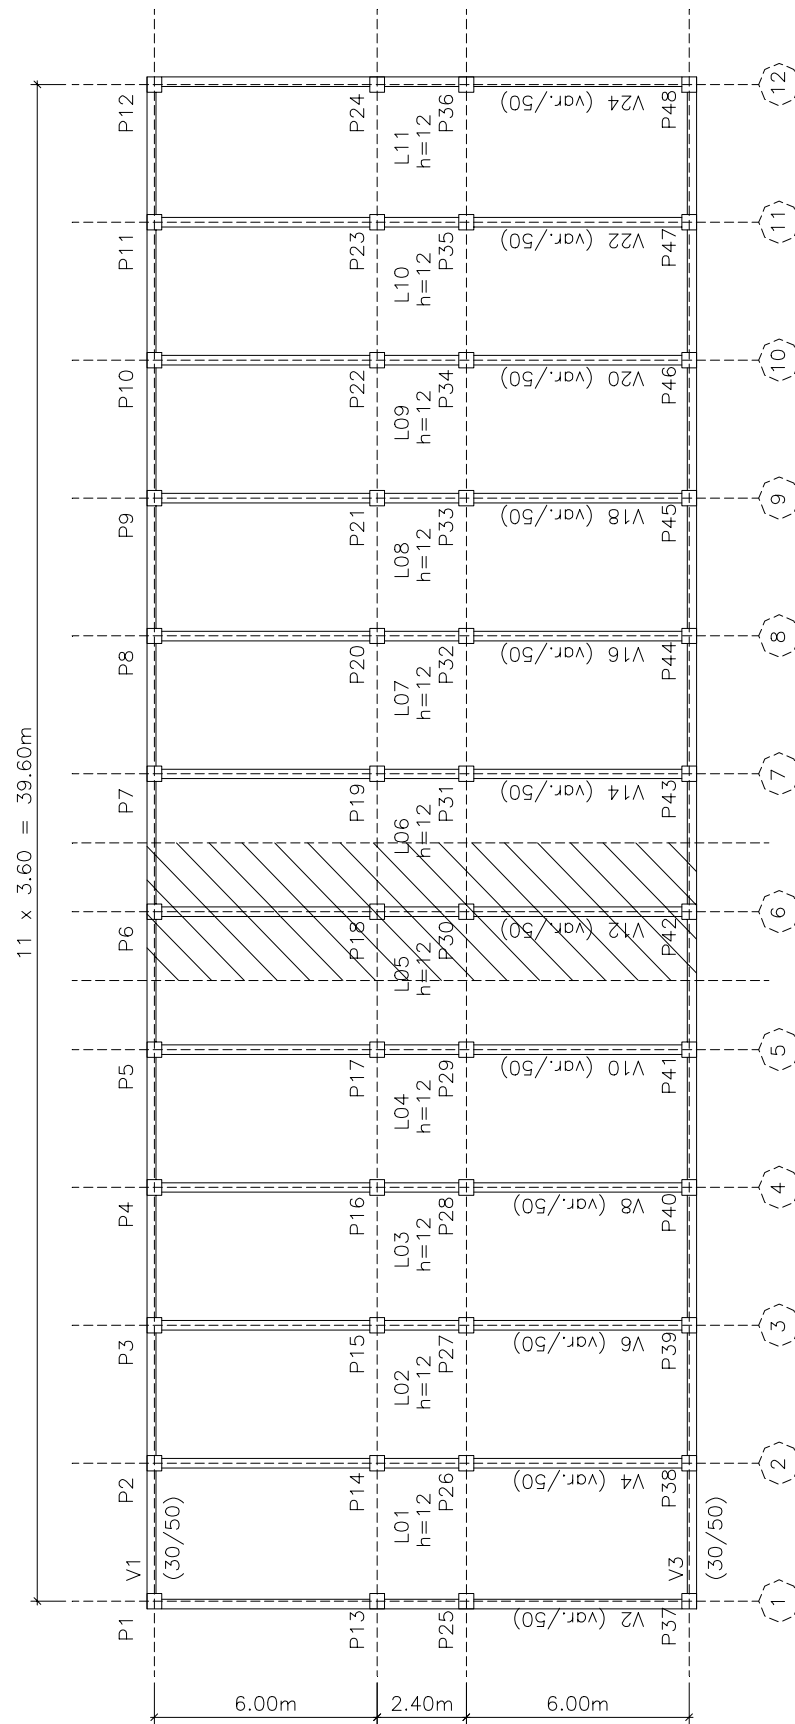 P12
P24
L11
h=12
P36
V24 (var./50)
P48
12
P11
P23
L10
h=12
P35
V22 (var./50)
P47
11
P10
P22
L09
h=12
P34
V20 (var./50)
P46
10
P9
P21
L08
h=12
P33
V18 (var./50)
P45
9
P8
P20
L07
h=12
P32
V16 (var./50)
P44
8
11 x 3.60 = 39.60m
P7
P19
L06
h=12
P31
V14 (var./50)
P43
7
P6
P18
L05
h=12
P30
V12 (var./50)
P42
6
P5
P17
L04
h=12
P29
V10 (var./50)
P41
5
P4
P16
L03
h=12
P28
V8 (var./50)
P40
4
P3
P15
L02
h=12
P27
V6 (var./50)
P39
3
P2
P14
L01
h=12
P26
V4 (var./50)
P38
2
V1
(30/50)
V3
(30/50)
P1
P13
P25
V2 (var./50)
P37
1
6.00m
2.40m
6.00m